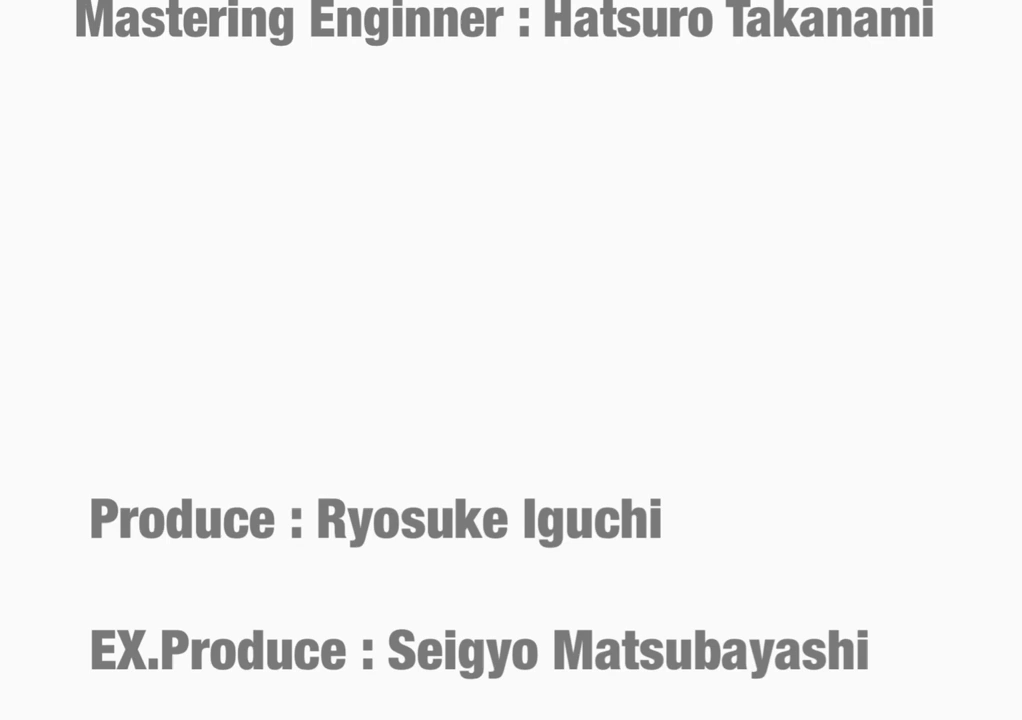 Mastering Enginner : Hatsuro Takanami
Produce : Ryosuke Iguchi
EX.Produce : Seigyo Matsubayashi